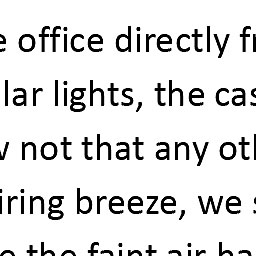 e office directly fr
lar lights, the cas
w not that any oth
iring breeze, we s
o the faint air ha